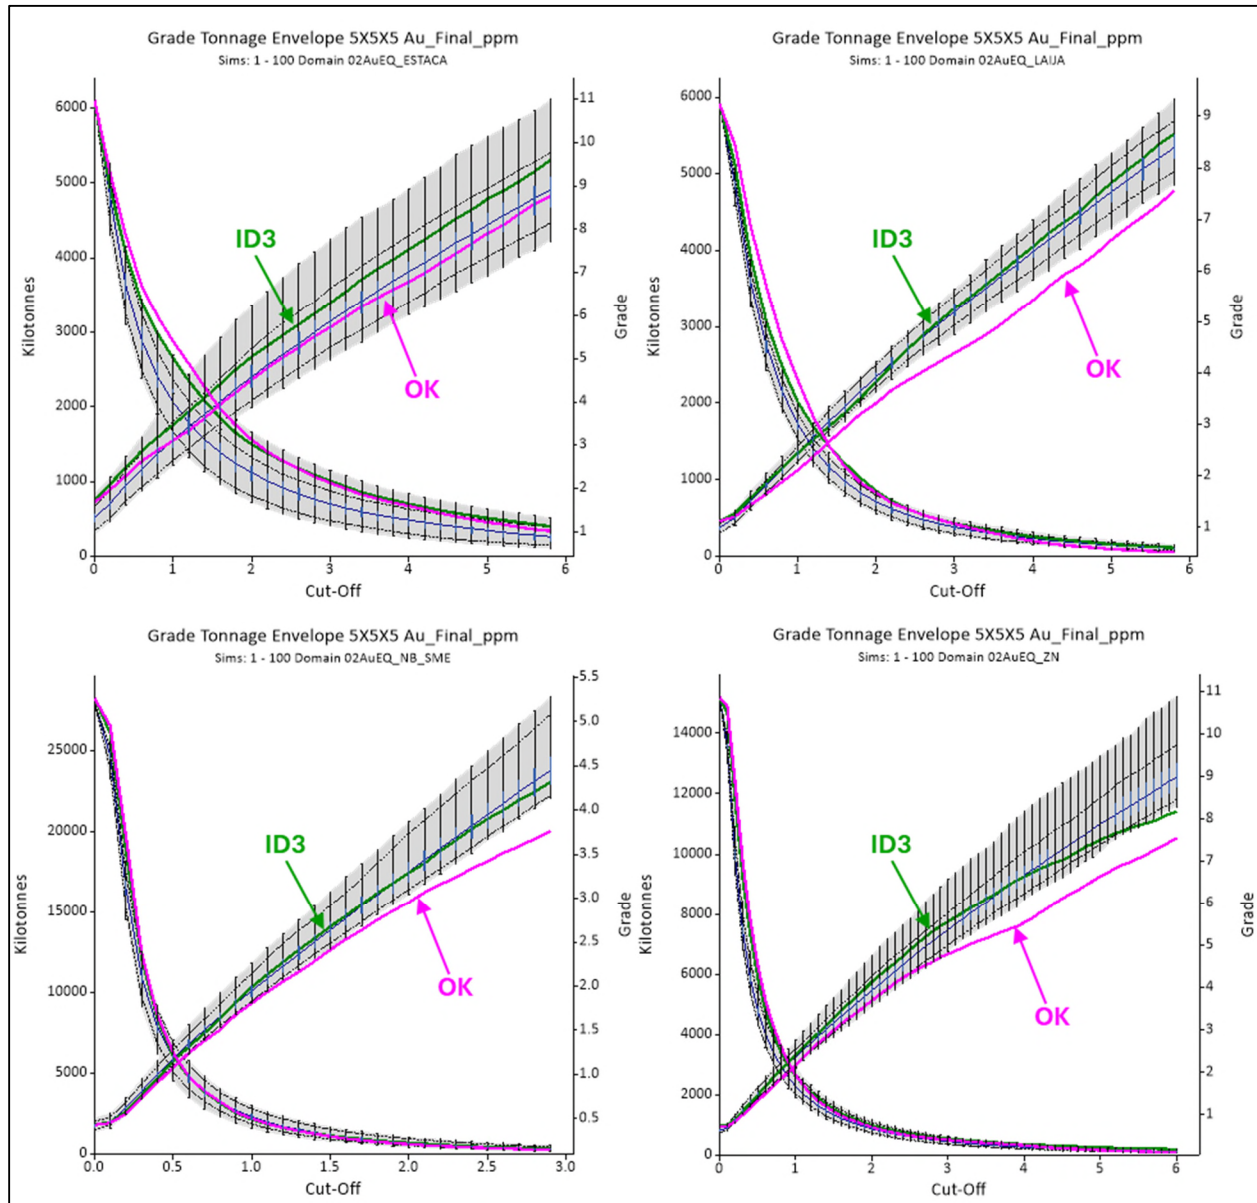 Grade Tonnage Envelope 5X5X5 Au_Final_ppm
Sims: 1 - 100 Domain 02AuEQ_ESTACA
6000
5000
4000
3000
2000
1000
0
Kilotonnes
11
10
9
8
7
6
5
4
3
2
1
Grade
ID3
OK
0 1 2 3 4 5 6
Cut-Off
Grade Tonnage Envelope 5X5X5 Au_Final_ppm
Sims: 1 - 100 Domain 02AuEQ_LAIJA
6000
5000
4000
3000
2000
1000
0
Kilotonnes
9
8
7
6
5
4
3
2
1
Grade
ID3
OK
0 1 2 3 4 5 6
Cut-Off
Grade Tonnage Envelope 5X5X5 Au_Final_ppm
Sims: 1 - 100 Domain 02AuEQ_NB_SME
25000
20000
15000
10000
5000
0
Kilotonnes
5.5
5.0
4.5
4.0
3.5
3.0
2.5
2.0
1.5
1.0
0.5
Grade
ID3
OK
0.0 0.5 1.0 1.5 2.0 2.5 3.0
Cut-Off
Grade Tonnage Envelope 5X5X5 Au_Final_ppm
Sims: 1 - 100 Domain 02AuEQ_ZN
14000
12000
10000
8000
6000
4000
2000
0
Kilotonnes
11
10
9
8
7
6
5
4
3
2
1
Grade
ID3
OK
0 1 2 3 4 5 6
Cut-Off